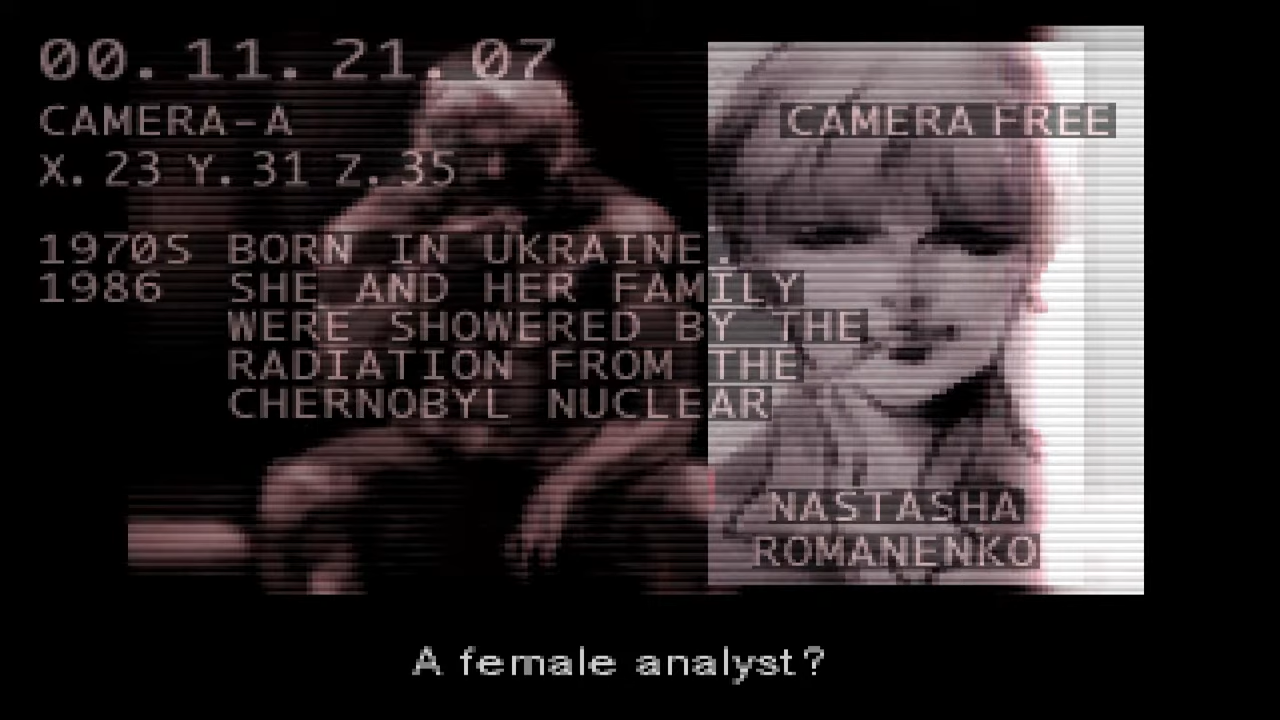 00.11.21.07
CAMERA-A
CAMERA FREE
X.23 Y.31 Z.35
1970S BORN IN UKRAINE.
1986 SHE AND HER FAMILY
WERE SHOWERED BY THE
RADIATION FROM THE
CHERNOBYL NUCLEAR
NASTASHA
ROMANENKO
A female analyst?